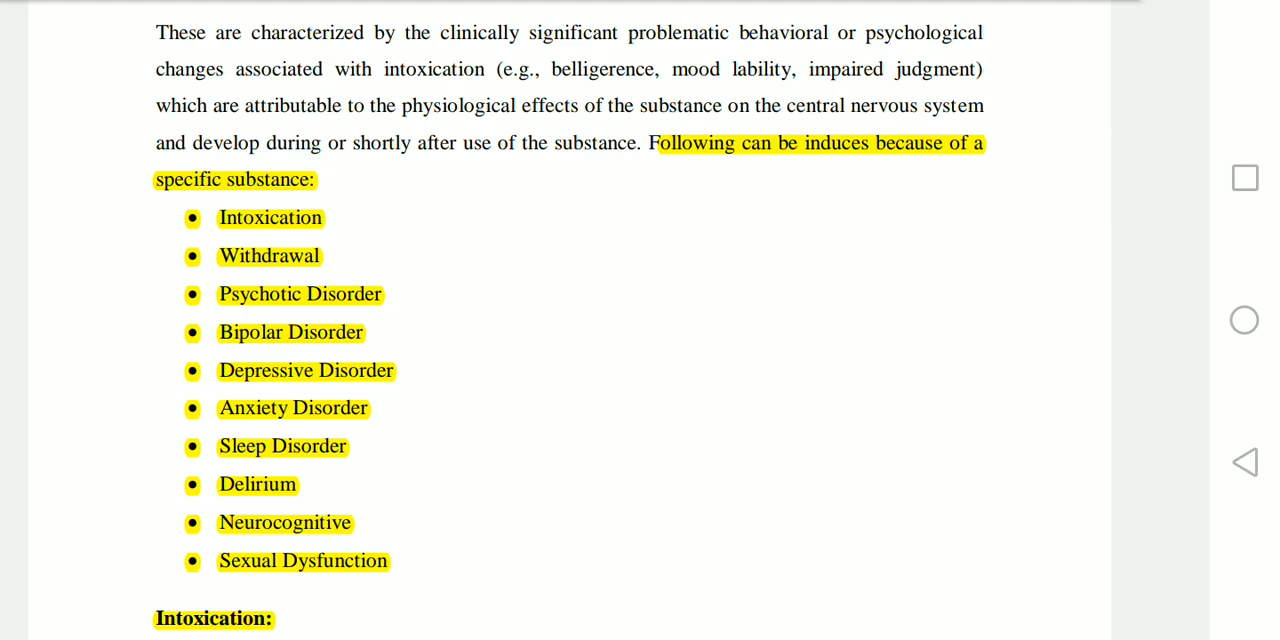 These are characterized by the clinically significant problematic behavioral or psychological
changes associated with intoxication (e.g., belligerence, mood lability, impaired judgment)
which are attributable to the physiological effects of the substance on the central nervous system
and develop during or shortly after use of the substance. Following can be induces because of a
specific substance:
• Intoxication
• Withdrawal
• Psychotic Disorder
• Bipolar Disorder
• Depressive Disorder
• Anxiety Disorder
• Sleep Disorder
• Delirium
• Neurocognitive
• Sexual Dysfunction
Intoxication: